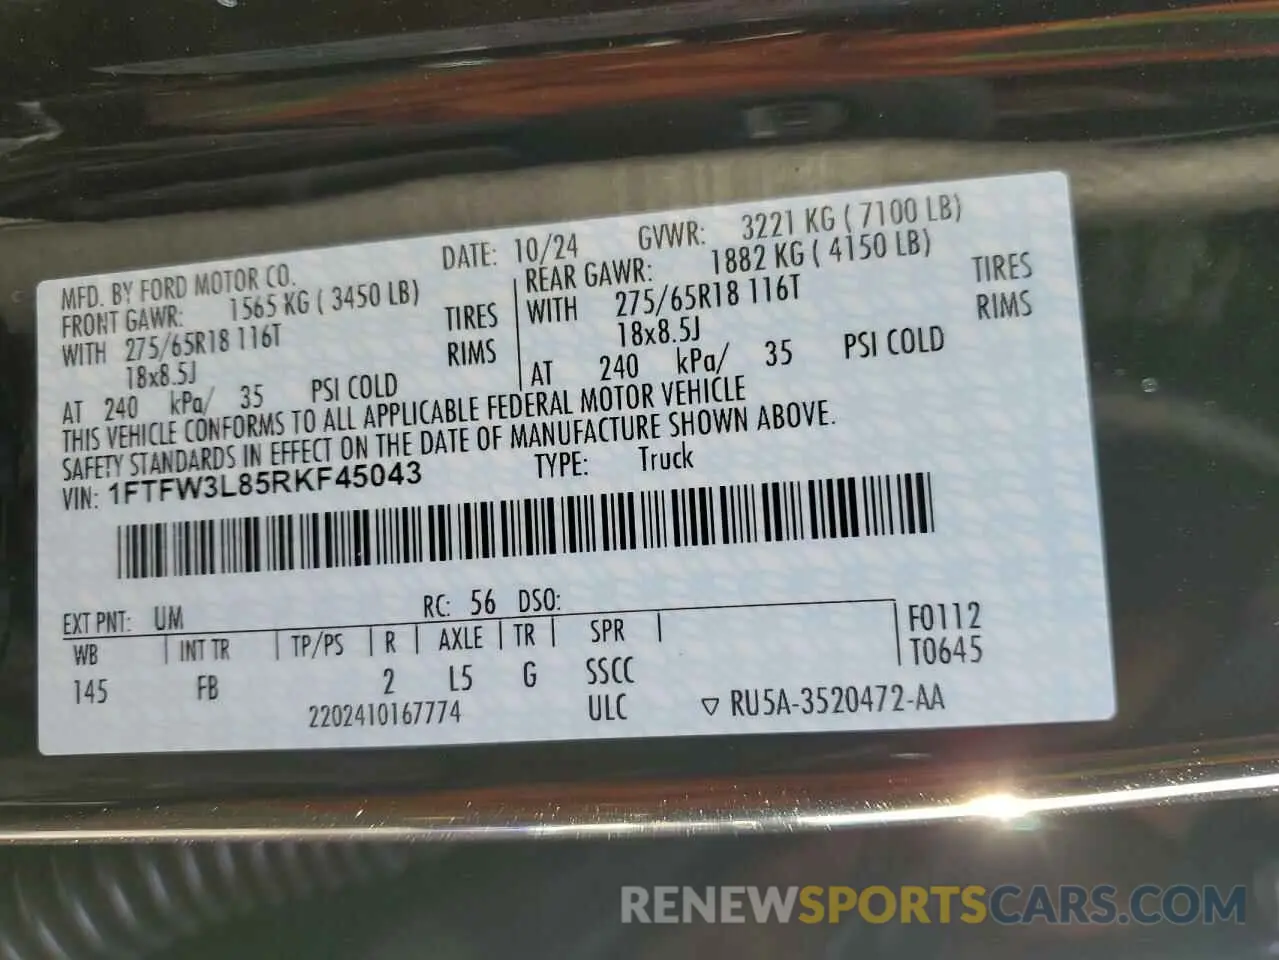 MFD. BY FORD MOTOR CO. DATE: 10/24 GVWR: 3221 KG ( 7100 LB)
FRONT GAWR: 1565 KG ( 3450 LB) REAR GAWR: 1882 KG ( 4150 LB)
WITH 275/65R18 116T TIRES WITH 275/65R18 116T TIRES
18x8.5J RIMS 18x8.5J RIMS
AT 240 kPa/ 35 PSI COLD AT 240 kPa/ 35 PSI COLD
THIS VEHICLE CONFORMS TO ALL APPLICABLE FEDERAL MOTOR VEHICLE
SAFETY STANDARDS IN EFFECT ON THE DATE OF MANUFACTURE SHOWN ABOVE.
VIN: 1FTFW3L85RKF45043 TYPE: Truck
EXT PNT: UM RC: 56 DSO:
WB INT TR TP/PS R AXLE TR SPR F0112
145 FB 2 L5 G SSCC T0645
2202410167774 ULC ▽ RU5A-3520472-AA
RENEWSPORTSCARS.COM